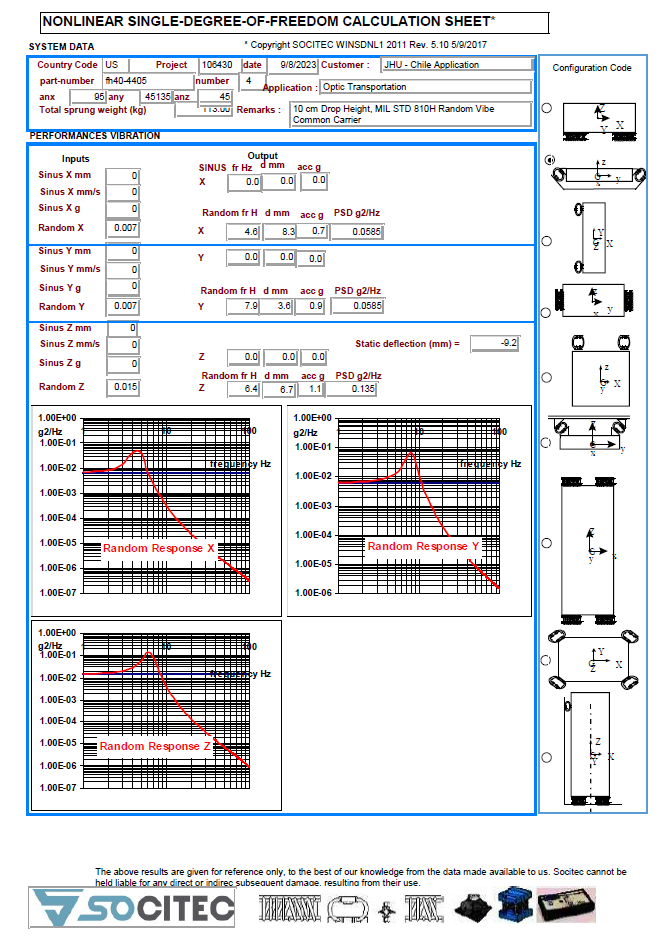 NONLINEAR SINGLE-DEGREE-OF-FREEDOM CALCULATION SHEET*
SYSTEM DATA
* Copyright SOCITEC WINSDNL1 2011 Rev. 5.10 5/9/2017
Country Code US Project 106430 date 9/8/2023 Customer : JHU - Chile Application
part-number fh40-4405 number 4 Application : Optic Transportation
anx 95 any 45135 anz 45
Total sprung weight (kg) 113.00 Remarks : 10 cm Drop Height, MIL STD 810H Random Vibe
Common Carrier
Configuration Code
PERFORMANCES VIBRATION
Inputs Output
SINUS fr Hz d mm acc g
Sinus X mm 0
X 0.0 0.0 0.0
Sinus X mm/s 0
Sinus X g 0
Random fr H d mm acc g PSD g2/Hz
Random X 0.007
X 4.6 8.3 0.7 0.0585
Sinus Y mm 0
Y 0.0 0.0 0.0
Sinus Y mm/s 0
Sinus Y g 0
Random fr H d mm acc g PSD g2/Hz
Random Y 0.007
Y 7.9 3.6 0.9 0.0585
Sinus Z mm 0
Sinus Z mm/s 0
Static deflection (mm) = -9.2
Z 0.0 0.0 0.0
Sinus Z g 0
Random fr H d mm acc g PSD g2/Hz
Random Z 0.015
Z 6.4 6.7 1.1 0.135
1.00E+00
g2/Hz
1 10 100
1.00E-01
frequency Hz
1.00E-02
1.00E-03
1.00E-04
1.00E-05
Random Response X
1.00E-06
1.00E-07
1.00E+00
g2/Hz
1 10 100
1.00E-01
frequency Hz
1.00E-02
1.00E-03
1.00E-04
Random Response Y
1.00E-05
1.00E-06
1.00E+00
g2/Hz
1 10 100
1.00E-01
frequency Hz
1.00E-02
1.00E-03
1.00E-04
1.00E-05
Random Response Z
1.00E-06
1.00E-07
Z
Y X
z
x y
Y
Z X
z
x y
z
y X
z
x y
Z
y x
Y
Z X
Z
Y X
The above results are given for reference only, to the best of our knowledge from the data made available to us. Socitec cannot be
held liable for any direct or indirec subsequent damage, resulting from their use.
SOCITEC